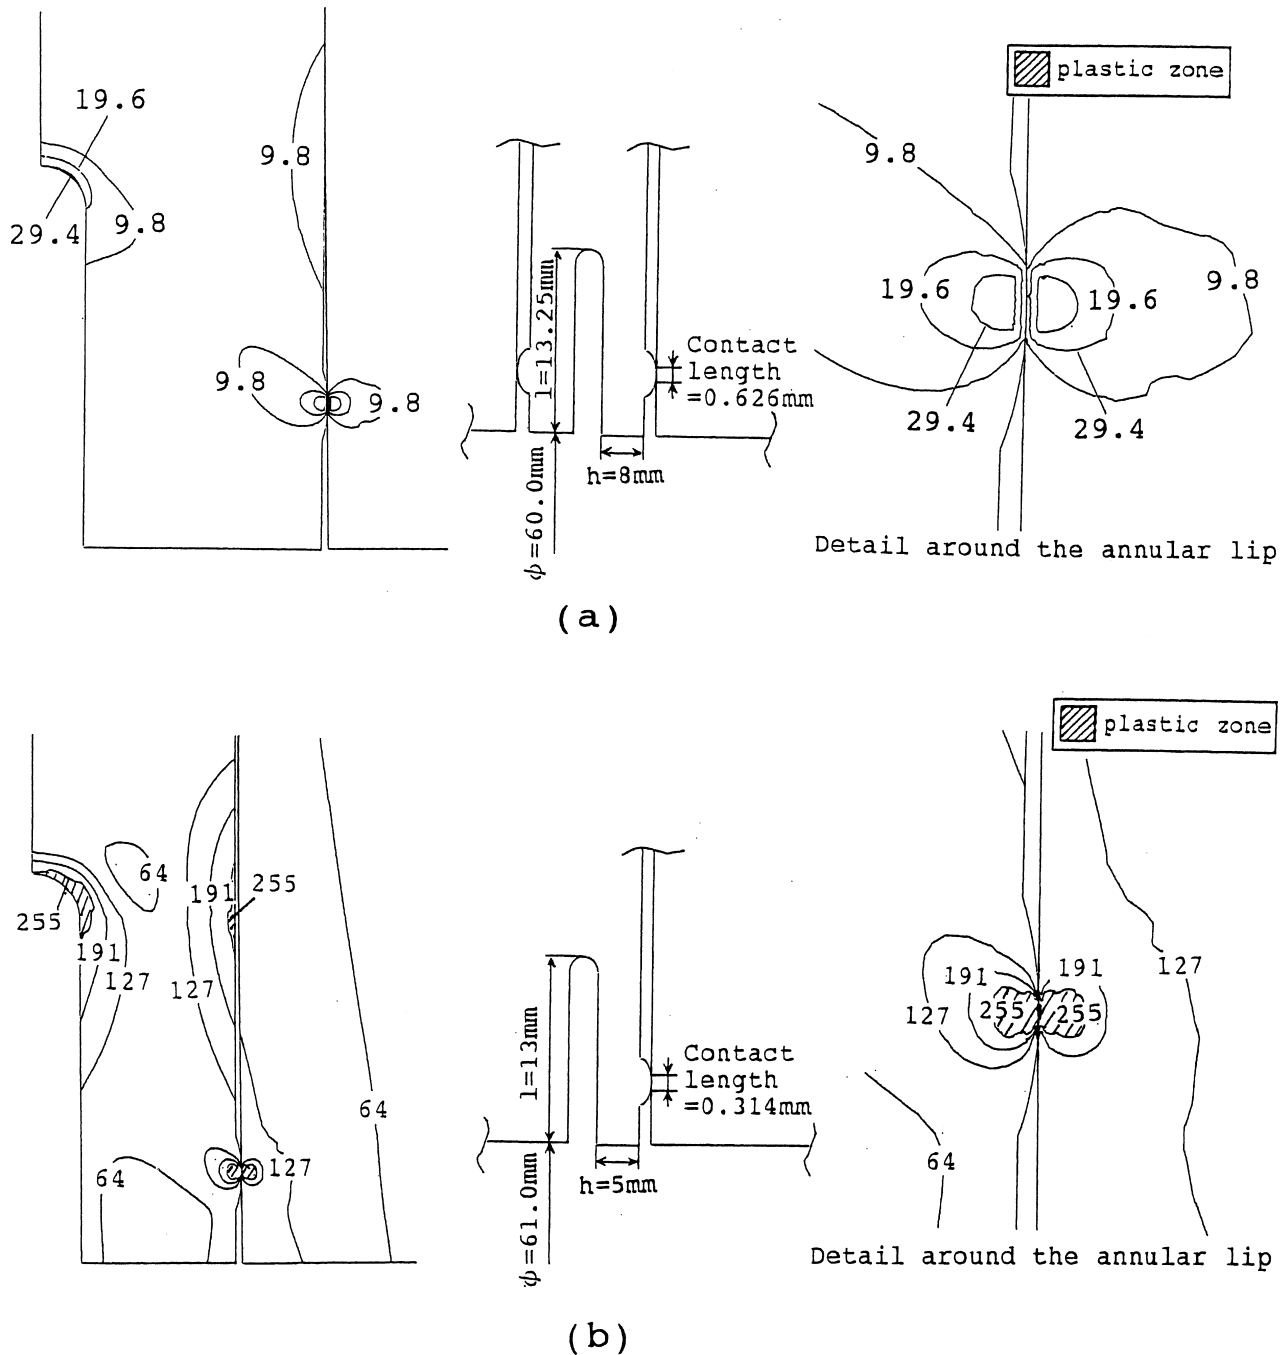 19.6
9.8
29.4
9.8
9.8
9.8
l=13.25mm
φ=60.0mm
h=8mm
Contact
length
=0.626mm
plastic zone
9.8
19.6
19.6
9.8
29.4
29.4
Detail around the annular lip
(a)
64
191
255
255
191
127
127
64
64
127
l=13mm
φ=61.0mm
h=5mm
Contact
length
=0.314mm
plastic zone
191
191
127
127
255
255
64
Detail around the annular lip
(b)